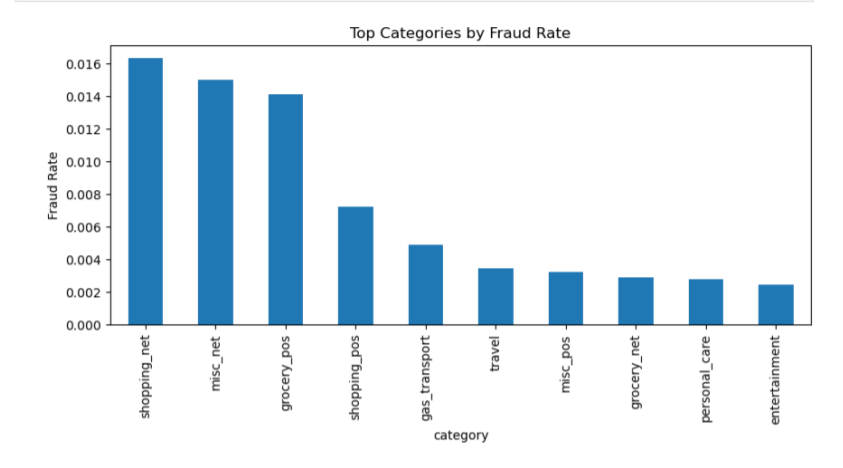 Top Categories by Fraud Rate
Fraud Rate
0.016
0.014
0.012
0.010
0.008
0.006
0.004
0.002
0.000
shopping_net
misc_net
grocery_pos
shopping_pos
gas_transport
travel
misc_pos
grocery_net
personal_care
entertainment
category